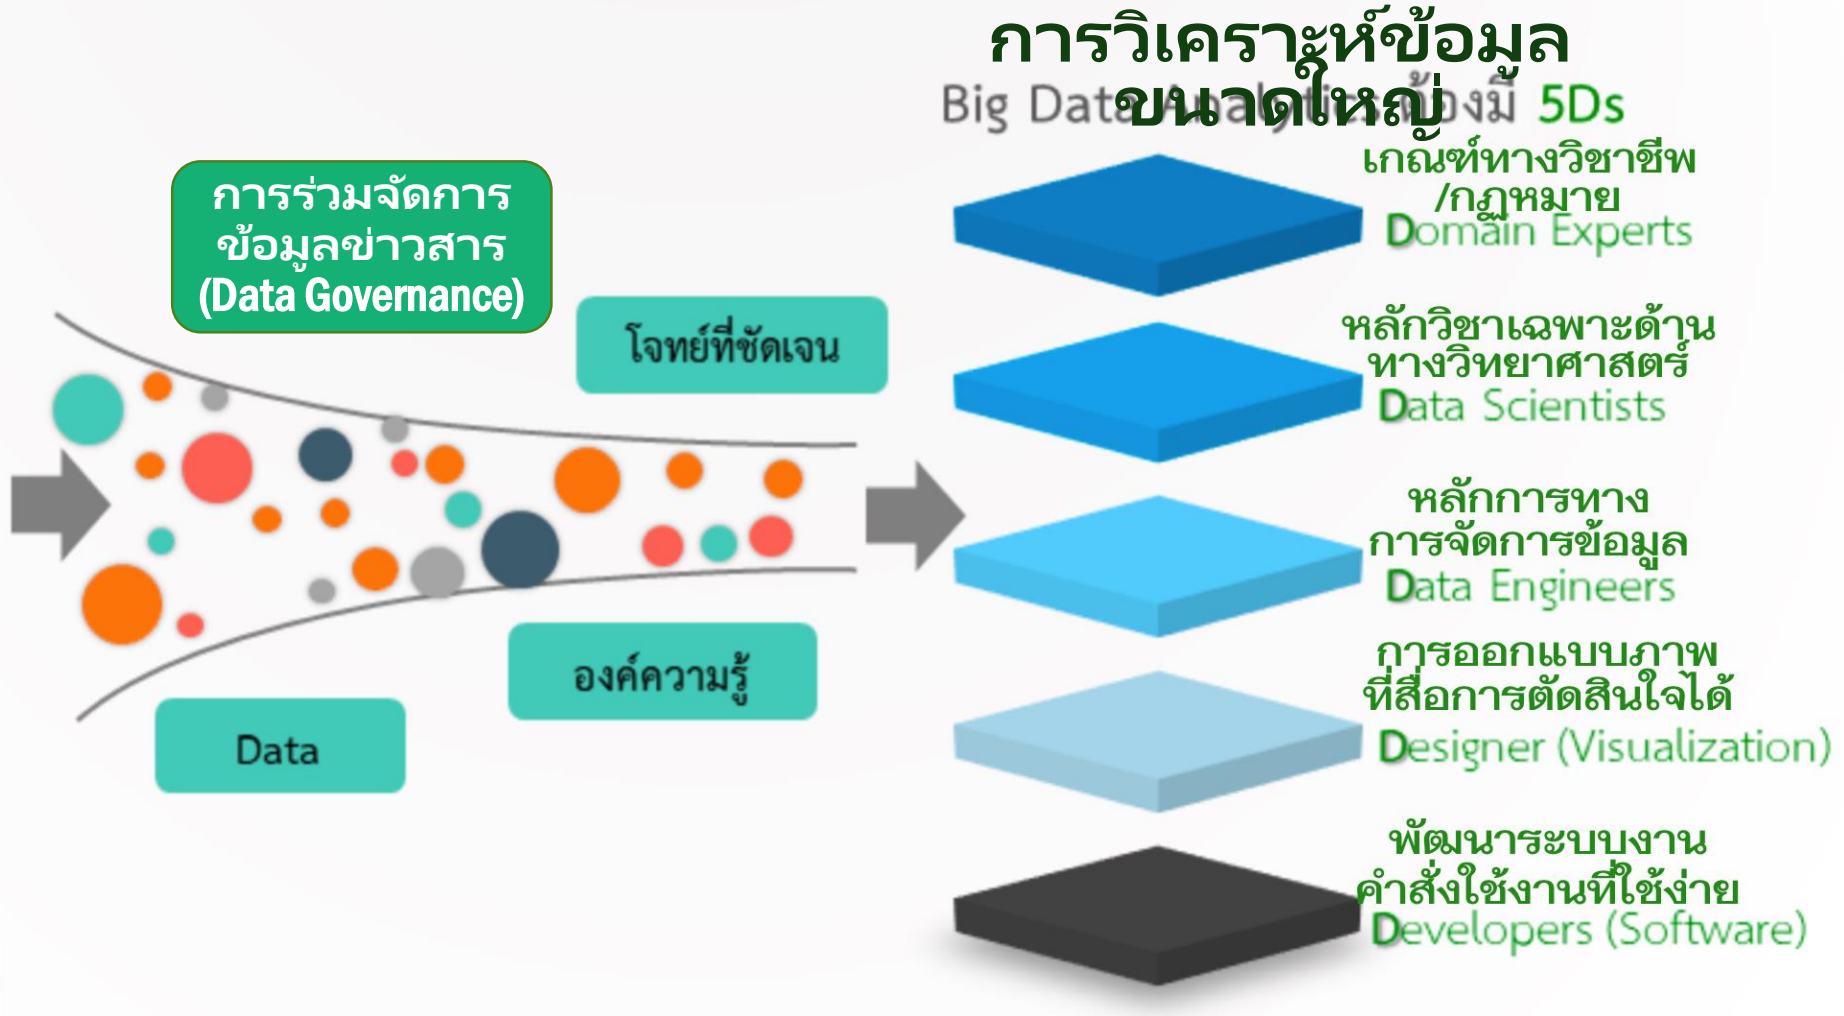 การวิเคราะห์ข้อมูล
ขนาดใหญ่
Big Data Analytics ต้องมี 5Ds
การร่วมจัดการ
ข้อมูลข่าวสาร
(Data Governance)
โจทย์ที่ชัดเจน
องค์ความรู้
Data
เกณฑ์ทางวิชาชีพ
/กฎหมาย
Domain Experts
หลักวิชาเฉพาะด้าน
ทางวิทยาศาสตร์
Data Scientists
หลักการทาง
การจัดการข้อมูล
Data Engineers
การออกแบบภาพ
ที่สื่อการตัดสินใจได้
Designer (Visualization)
พัฒนาระบบงาน
คำสั่งใช้งานที่ใช้ง่าย
Developers (Software)